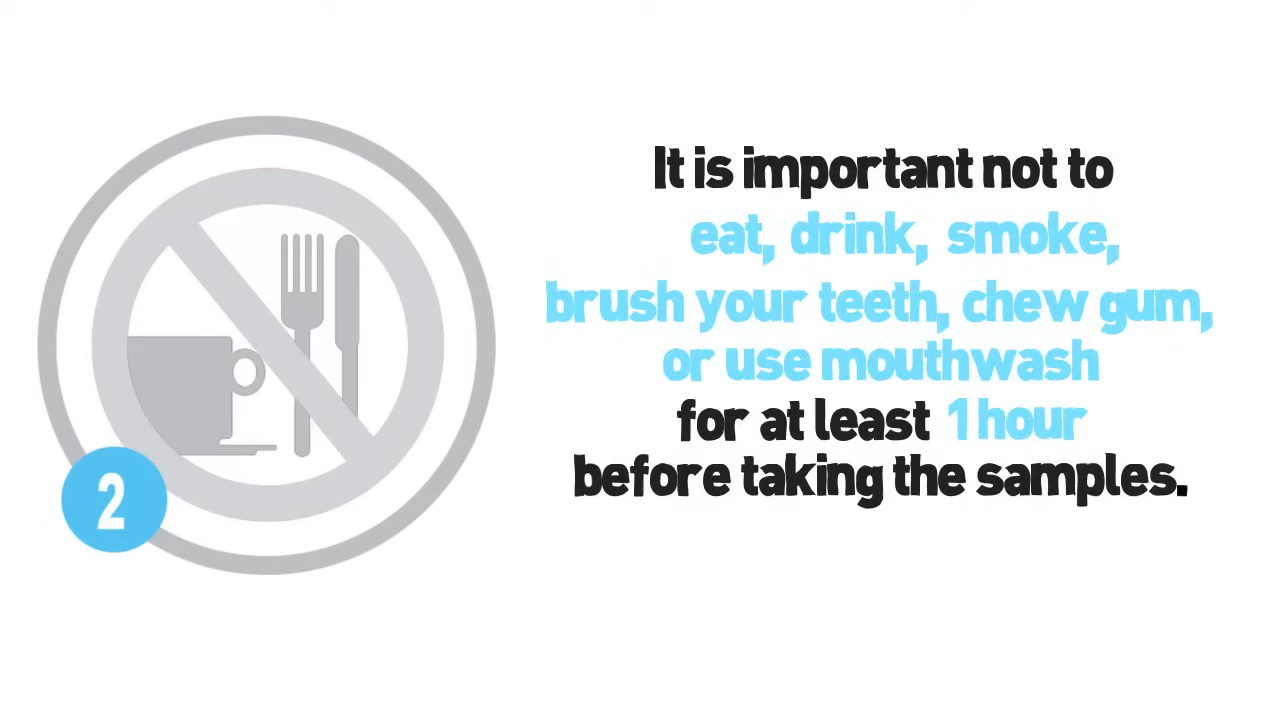 It is important not to
eat, drink, smoke,
brush your teeth, chew gum,
or use mouthwash
for at least 1 hour
before taking the samples.
2